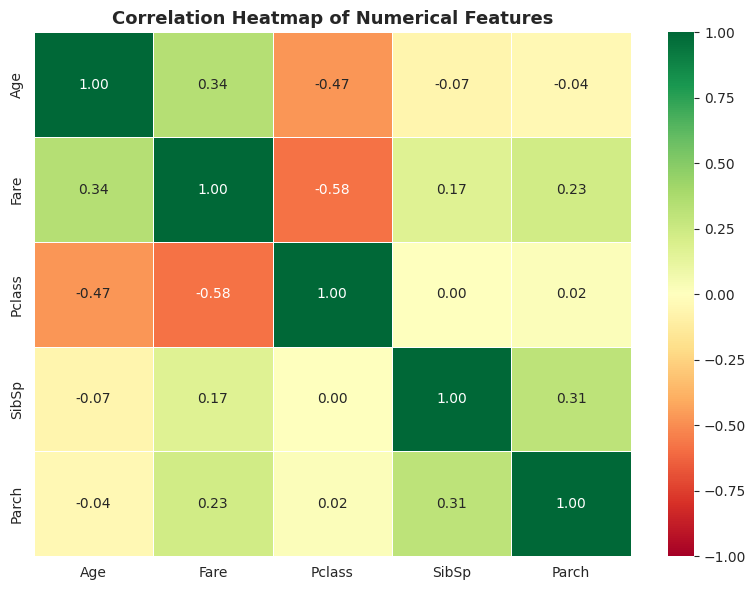 Correlation Heatmap of Numerical Features
Age 1.00 0.34 -0.47 -0.07 -0.04
Fare 0.34 1.00 -0.58 0.17 0.23
Pclass -0.47 -0.58 1.00 0.00 0.02
SibSp -0.07 0.17 0.00 1.00 0.31
Parch -0.04 0.23 0.02 0.31 1.00
Age Fare Pclass SibSp Parch
1.00
0.75
0.50
0.25
0.00
−0.25
−0.50
−0.75
−1.00